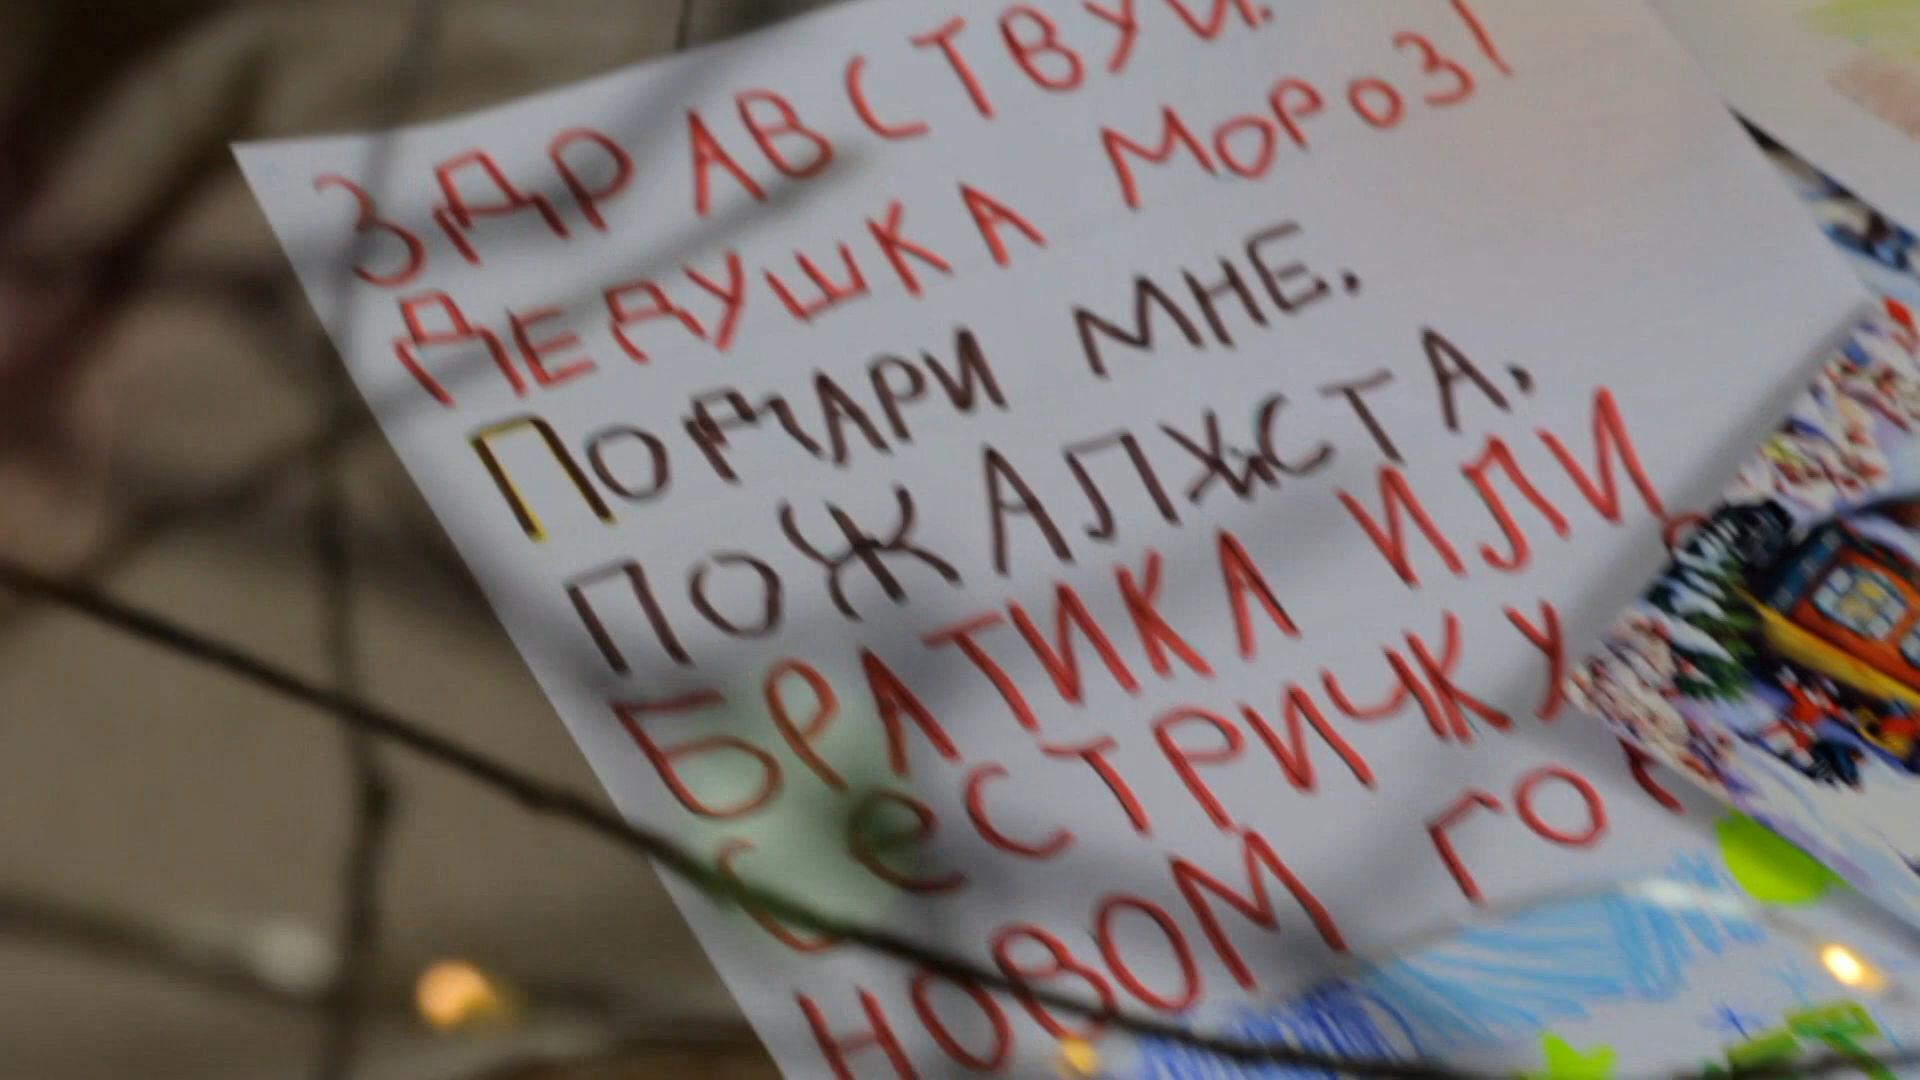 ЗДРАВСТВУЙ.
ДЕДУШКА МОРОЗ!
ПОДАРИ МНЕ.
ПОЖАЛЖСТА.
БРАТИКА ИЛИ
СеСТРИЧКУ
НОВОМ